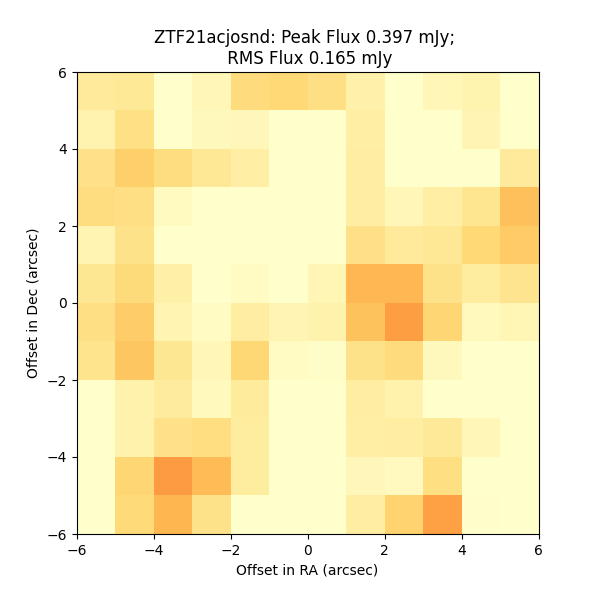 ZTF21acjosnd: Peak Flux 0.397 mJy;
RMS Flux 0.165 mJy
6
4
2
0
−2
−4
−6
Offset in Dec (arcsec)
−6 −4 −2 0 2 4 6
Offset in RA (arcsec)